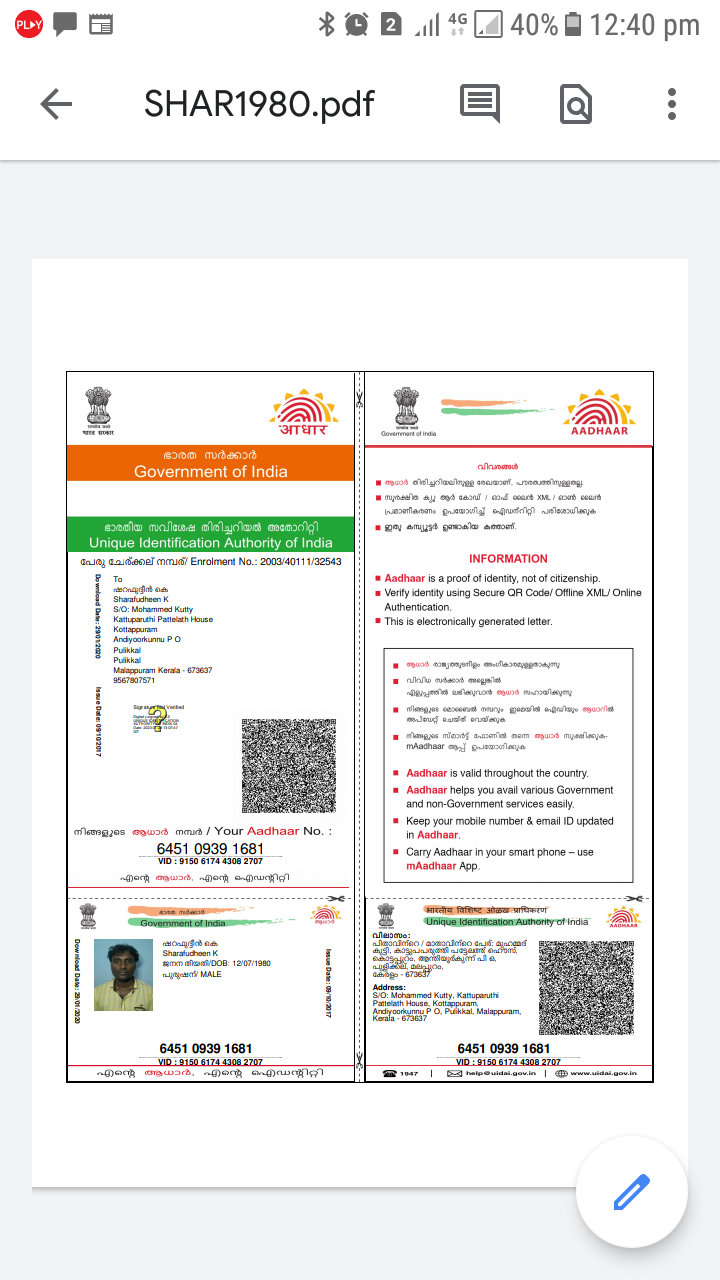 PLAY
2
4G
40%
12:40 pm
SHAR1980.pdf
भारत सरकार
आधार
ഭാരത സർക്കാർ
Government of India
ഭാരതീയ സവിശേഷ തിരിച്ചറിയൽ അതോറിറ്റി
Unique Identification Authority of India
പേരു ചേര്‍ക്കല്‍ നമ്പര്‍/ Enrolment No.: 2003/40111/32543
Download Date: 29/01/2020
Issue Date: 09/10/2017
To
ഷറഫുദ്ദീൻ കെ
Sharafudheen K
S/O: Mohammed Kutty
Kattuparuthi Pattelath House
Kottappuram
Andiyoorkunnu P O
Pulikkal
Pulikkal
Malappuram Kerala - 673637
9567807571
?
Signature Not Verified
നിങ്ങളുടെ ആധാർ നമ്പർ / Your Aadhaar No. :
6451 0939 1681
VID : 9150 6174 4308 2707
എന്റെ ആധാർ, എന്റെ ഐഡന്റിറ്റി
Government of India
AADHAAR
വിവരങ്ങൾ
ആധാർ തിരിച്ചറിയലിനുള്ള രേഖയാണ്, പൗരത്വത്തിനുള്ളതല്ല.
സുരക്ഷിത ക്യു ആർ കോഡ് / ഓഫ് ലൈൻ XML / ഓൺ ലൈൻ
പ്രമാണീകരണം ഉപയോഗിച്ച് ഐഡന്റിറ്റി പരിശോധിക്കുക
ഇതു കമ്പ്യൂട്ടർ ഉണ്ടാകിയ കത്താണ്.
INFORMATION
Aadhaar is a proof of identity, not of citizenship.
Verify identity using Secure QR Code/ Offline XML/ Online
Authentication.
This is electronically generated letter.
ആധാർ രാജ്യത്തുടനീളം അംഗീകാരമുള്ളതാകുന്നു
വിവിധ സർക്കാർ അല്ലെങ്കിൽ
എളുപ്പത്തിൽ ലഭിക്കുവാൻ ആധാർ സഹായിക്കുന്നു
നിങ്ങളുടെ മൊബൈൽ നമ്പറും ഇമെയിൽ ഐഡിയും ആധാറിൽ
അപ്ഡേറ്റ് ചെയ്ത് വെയ്ക്കുക
നിങ്ങളുടെ സ്മാർട്ട് ഫോണിൽ തന്നെ ആധാർ സൂക്ഷിക്കുക-
mAadhaar ആപ്പ് ഉപയോഗിക്കുക
Aadhaar is valid throughout the country.
Aadhaar helps you avail various Government
and non-Government services easily.
Keep your mobile number & email ID updated
in Aadhaar.
Carry Aadhaar in your smart phone – use
mAadhaar App.
ഭാരത സർക്കാർ
Government of India
ആധാർ
Download Date: 29/01/2020
ഷറഫുദ്ദീൻ കെ
Sharafudheen K
ജനന തിയതി/DOB: 12/07/1980
പുരുഷൻ/ MALE
Issue Date: 09/10/2017
6451 0939 1681
VID : 9150 6174 4308 2707
എന്റെ ആധാർ, എന്റെ ഐഡന്റിറ്റി
भारतीय विशिष्ट ओळख प्राधिकरण
Unique Identification Authority of India
AADHAAR
വിലാസം:
പിതാവിന്റെ / മാതാവിന്റെ പേര്: മുഹമ്മദ്
കുട്ടി, കാട്ടുപപരുത്തി പട്ടേലത്ത് ഹൌസ്,
കൊട്ടപ്പുറം, ആന്തിയൂര്‍കുന്ന് പി ഒ,
പുളിക്കല്‍, മലപ്പുറം,
കേരളം - 673637
Address:
S/O: Mohammed Kutty, Kattuparuthi
Pattelath House, Kottappuram,
Andiyoorkunnu P O, Pulikkal, Malappuram,
Kerala - 673637
6451 0939 1681
VID : 9150 6174 4308 2707
1947 | help@uidai.gov.in | www.uidai.gov.in